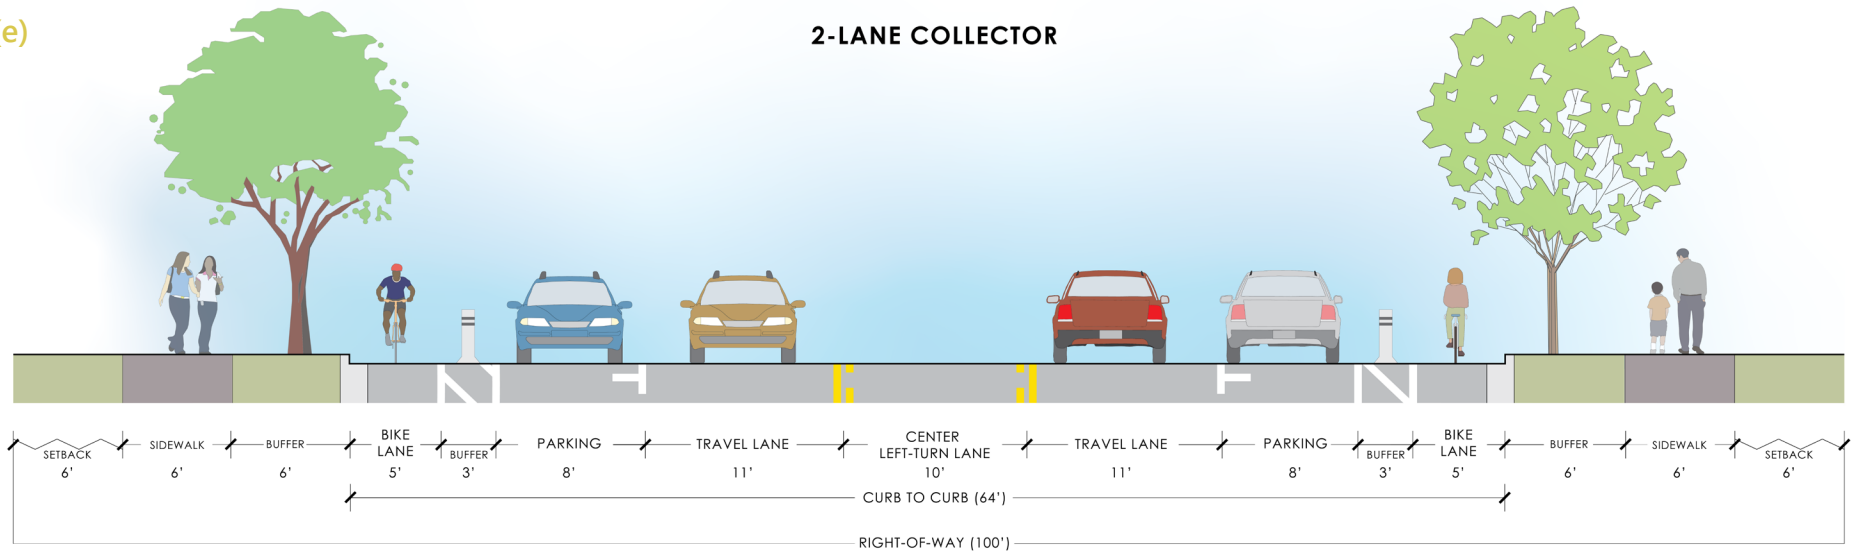 e)
2-LANE COLLECTOR
SETBACK
6'
SIDEWALK
6'
BUFFER
6'
BIKE
LANE
5'
BUFFER
3'
PARKING
8'
TRAVEL LANE
11'
CENTER
LEFT-TURN LANE
10'
TRAVEL LANE
11'
PARKING
8'
BUFFER
3'
BIKE
LANE
5'
BUFFER
6'
SIDEWALK
6'
SETBACK
6'
CURB TO CURB (64')
RIGHT-OF-WAY (100')